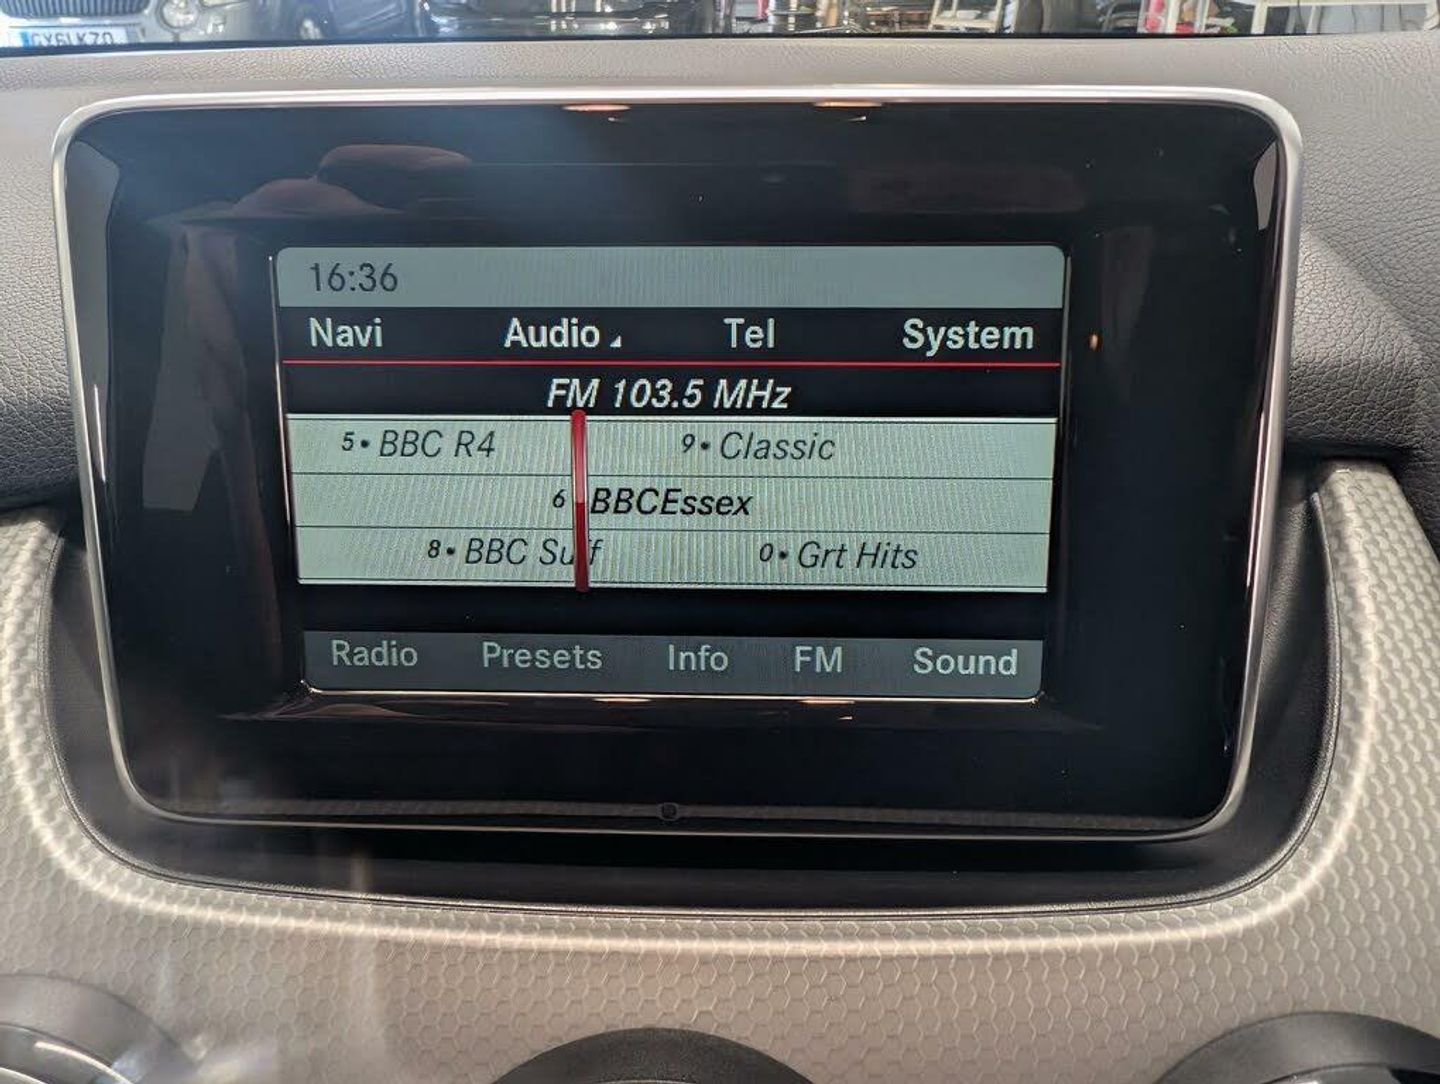 16:36
Navi Audio Tel System
FM 103.5 MHz
5• BBC R4 9• Classic
6 BBCEssex
8• BBC Suff 0• Grt Hits
Radio Presets Info FM Sound